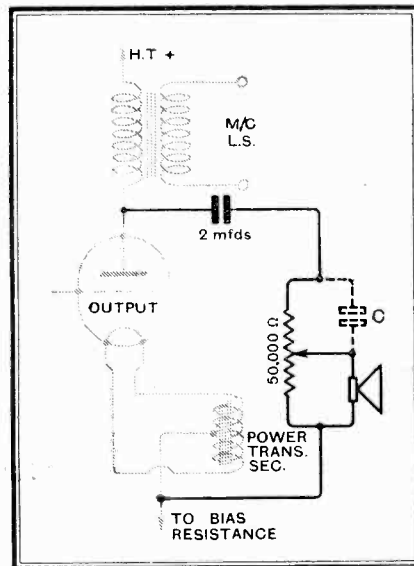 H.T +
M/C
L.S.
2 mfds
OUTPUT
50,000 Ω
C
POWER
TRANS.
SEC.
TO BIAS
RESISTANCE